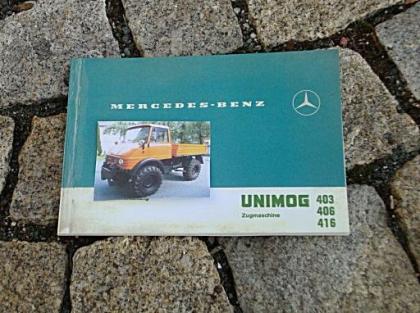 MERCEDES-BENZ
UNIMOG 403
Zugmaschine 406
416